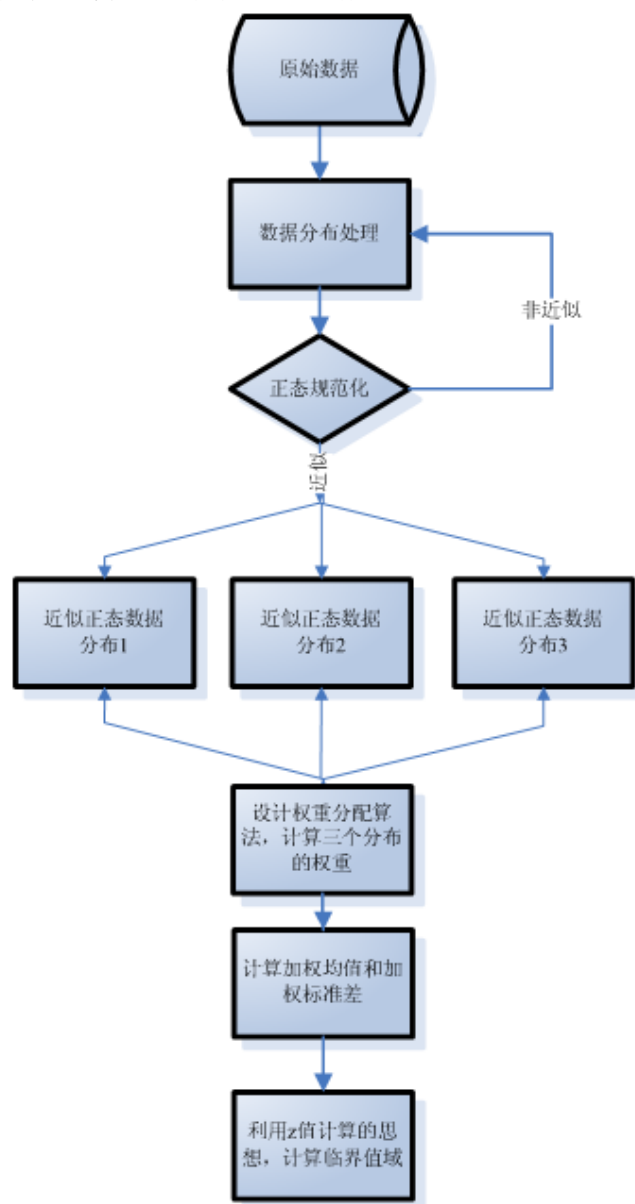 原始数据
数据分布处理
非近似
正态规范化
近似
近似正态数据
分布1
近似正态数据
分布2
近似正态数据
分布3
设计权重分配算
法，计算三个分布
的权重
计算加权均值和加
权标准差
利用z值计算的思
想，计算临界值域